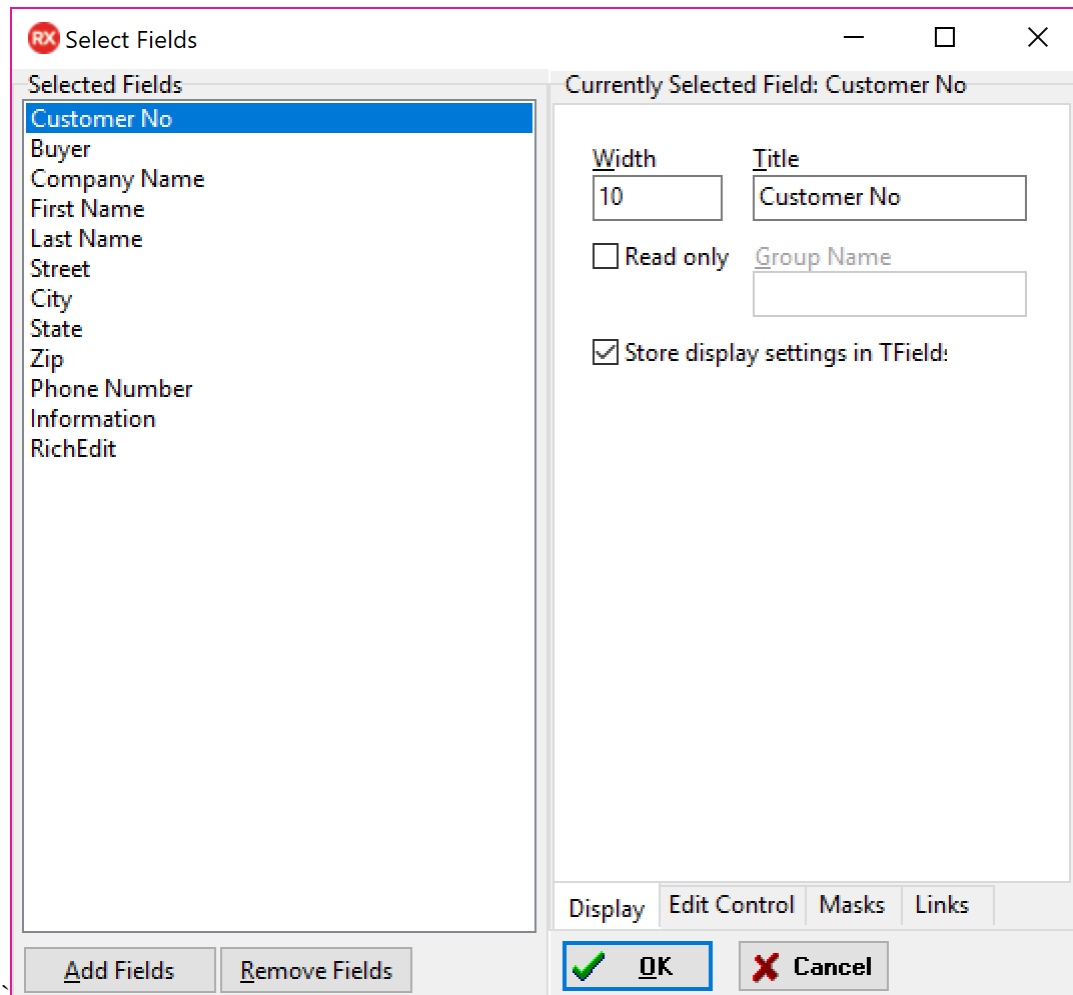 RX Select Fields
Selected Fields
Customer No
Buyer
Company Name
First Name
Last Name
Street
City
State
Zip
Phone Number
Information
RichEdit
Add Fields Remove Fields
Currently Selected Field: Customer No
Width Title
10 Customer No
Read only Group Name
Store display settings in TFields
Display Edit Control Masks Links
OK Cancel
`